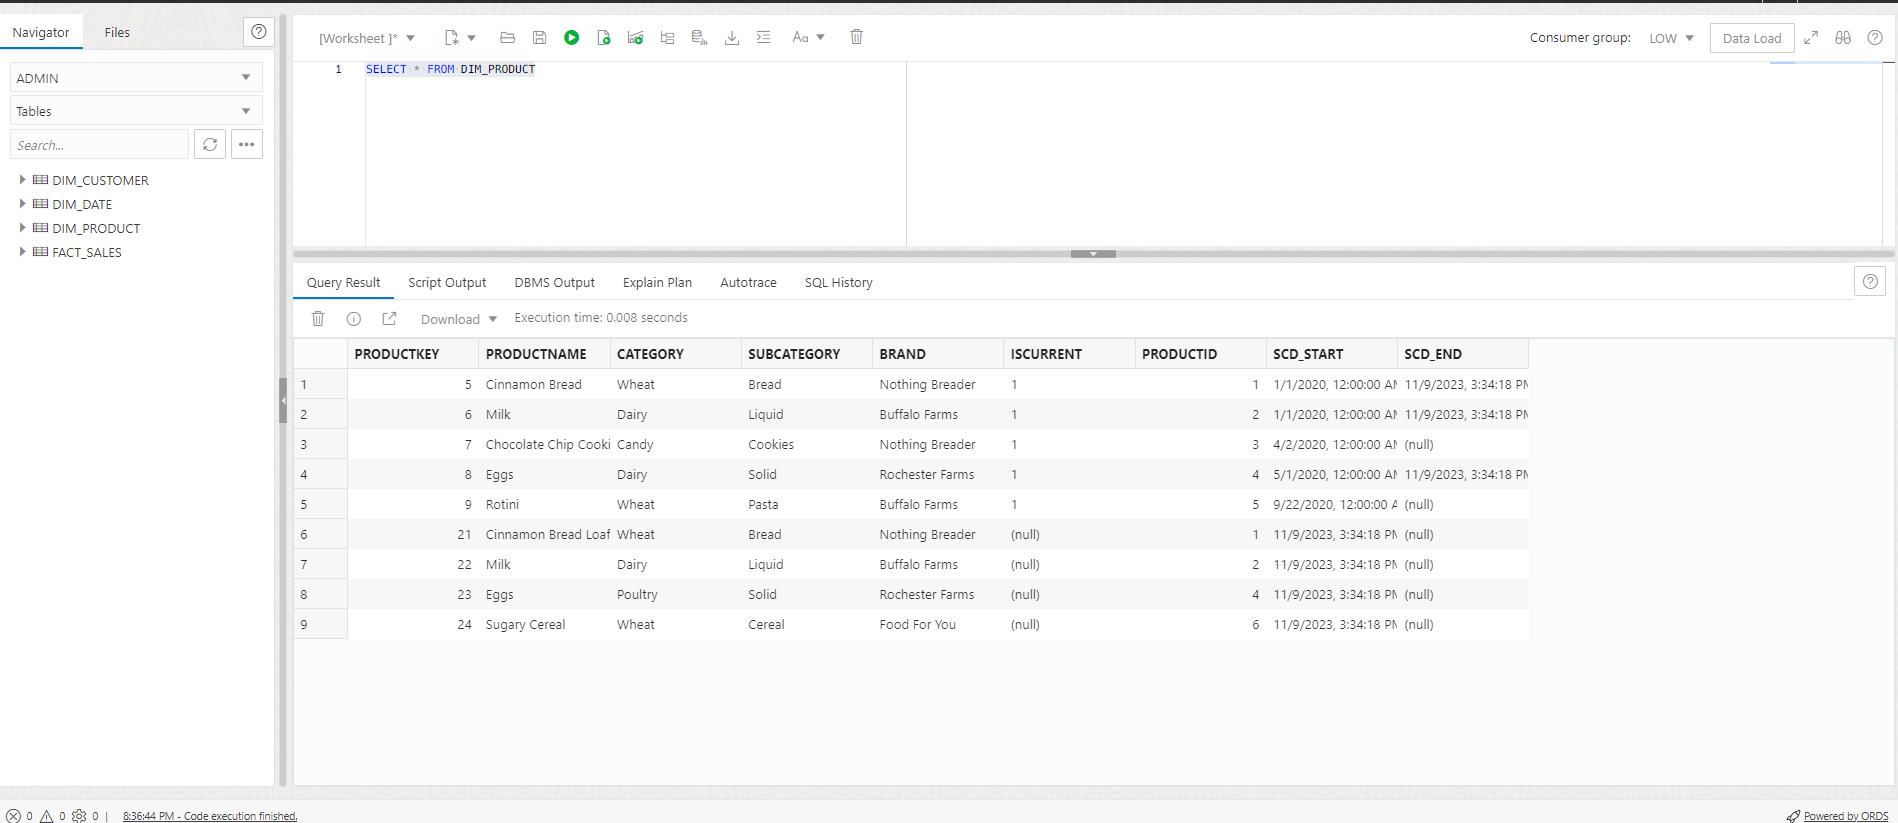 Navigator Files
ADMIN
Tables
Search...
DIM_CUSTOMER
DIM_DATE
DIM_PRODUCT
FACT_SALES
[Worksheet ]* Aa Consumer group: LOW Data Load
1 SELECT * FROM DIM_PRODUCT
Query Result Script Output DBMS Output Explain Plan Autotrace SQL History
Download Execution time: 0.008 seconds
PRODUCTKEY PRODUCTNAME CATEGORY SUBCATEGORY BRAND ISCURRENT PRODUCTID SCD_START SCD_END
1 5 Cinnamon Bread Wheat Bread Nothing Breader 1 1 1/1/2020, 12:00:00 AM 11/9/2023, 3:34:18 PM
2 6 Milk Dairy Liquid Buffalo Farms 1 2 1/1/2020, 12:00:00 AM 11/9/2023, 3:34:18 PM
3 7 Chocolate Chip Cooki Candy Cookies Nothing Breader 1 3 4/2/2020, 12:00:00 AM (null)
4 8 Eggs Dairy Solid Rochester Farms 1 4 5/1/2020, 12:00:00 AM 11/9/2023, 3:34:18 PM
5 9 Rotini Wheat Pasta Buffalo Farms 1 5 9/22/2020, 12:00:00 A (null)
6 21 Cinnamon Bread Loaf Wheat Bread Nothing Breader (null) 1 11/9/2023, 3:34:18 PM (null)
7 22 Milk Dairy Liquid Buffalo Farms (null) 2 11/9/2023, 3:34:18 PM (null)
8 23 Eggs Poultry Solid Rochester Farms (null) 4 11/9/2023, 3:34:18 PM (null)
9 24 Sugary Cereal Wheat Cereal Food For You (null) 6 11/9/2023, 3:34:18 PM (null)
0 0 0 | 8:36:44 PM - Code execution finished. Powered by ORDS